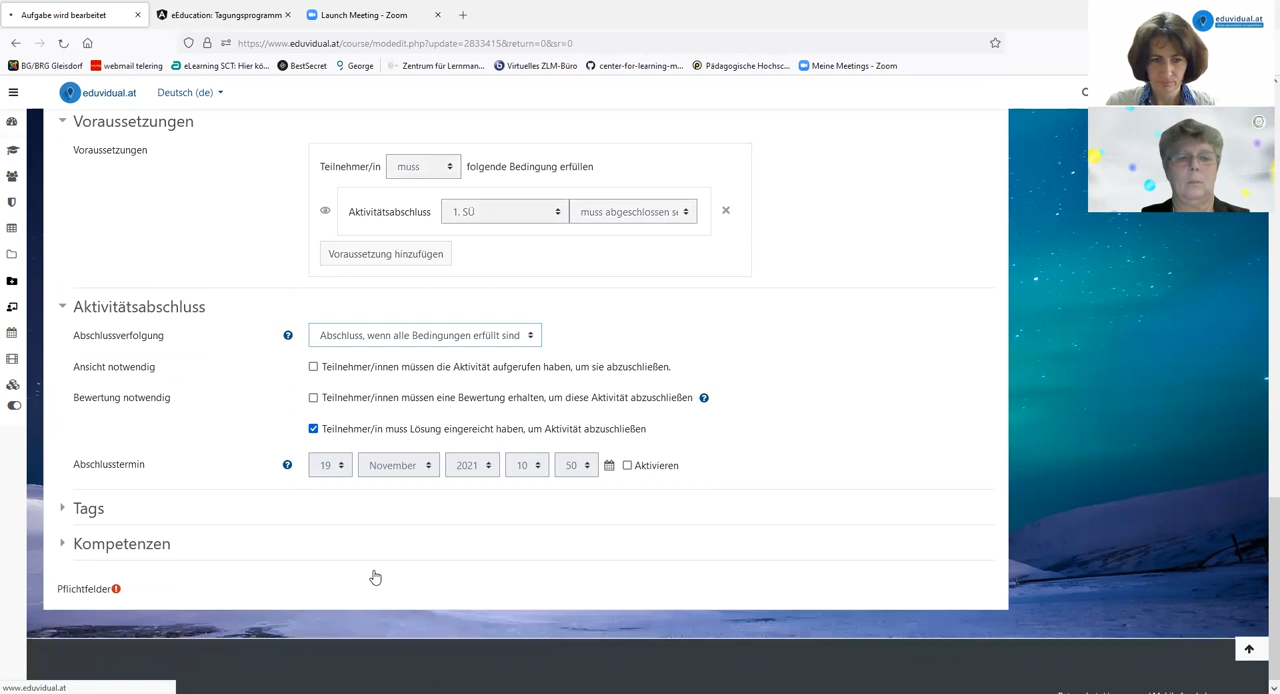 Aufgabe wird bearbeitet
eEducation: Tagungsprogramm
Launch Meeting - Zoom
https://www.eduvidual.at/course/modedit.php?update=2833415&return=0&sr=0
BG/BRG Gleisdorf
webmail telering
eLearning SCT: Hier kö...
BestSecret
George
Zentrum für Lernman...
Virtuelles ZLM-Büro
center-for-learning-m...
Pädagogische Hochsc...
Meine Meetings - Zoom
eduvidual.at
eduvidual.at
Deutsch (de)
Voraussetzungen
Voraussetzungen
Teilnehmer/in muss folgende Bedingung erfüllen
Aktivitätsabschluss 1. SÜ muss abgeschlossen se
Voraussetzung hinzufügen
Aktivitätsabschluss
Abschlussverfolgung Abschluss, wenn alle Bedingungen erfüllt sind
Ansicht notwendig Teilnehmer/innen müssen die Aktivität aufgerufen haben, um sie abzuschließen.
Bewertung notwendig Teilnehmer/innen müssen eine Bewertung erhalten, um diese Aktivität abzuschließen
Teilnehmer/in muss Lösung eingereicht haben, um Aktivität abzuschließen
Abschlusstermin 19 November 2021 10 50 Aktivieren
Tags
Kompetenzen
Pflichtfelder
www.eduvidual.at